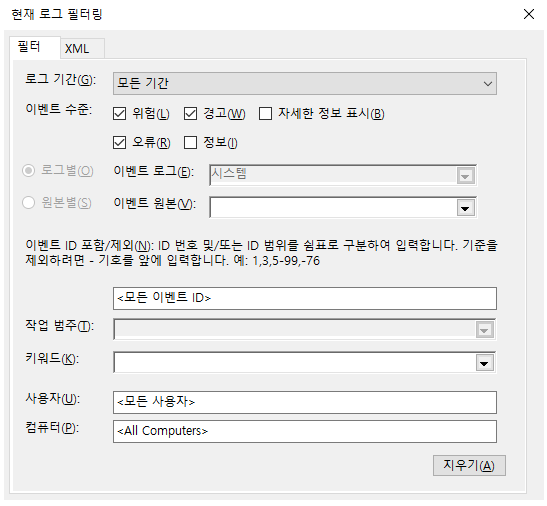 현재 로그 필터링
필터 XML
로그 기간(G): 모든 기간
이벤트 수준: 위험(L) 경고(W) 자세한 정보 표시(B)
오류(R) 정보(I)
로그별(O) 이벤트 로그(E): 시스템
원본별(S) 이벤트 원본(V):
이벤트 ID 포함/제외(N): ID 번호 및/또는 ID 범위를 쉼표로 구분하여 입력합니다. 기준을
제외하려면 - 기호를 앞에 입력합니다. 예: 1,3,5-99,-76
<모든 이벤트 ID>
작업 범주(T):
키워드(K):
사용자(U): <모든 사용자>
컴퓨터(P): <All Computers>
지우기(A)